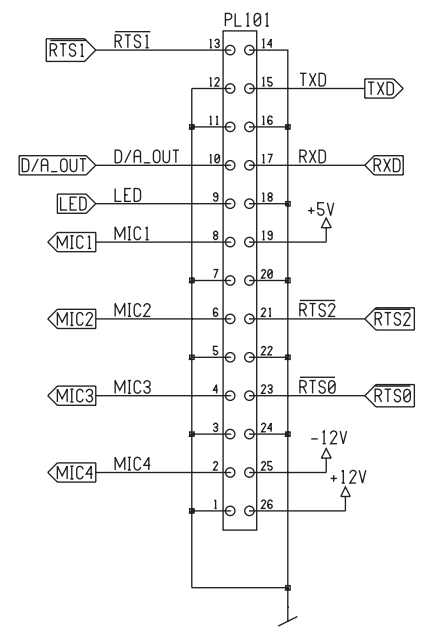 PL101
RTS1 RTS1 13 14
12 15 TXD TXD
11 16
D/A_OUT D/A_OUT 10 17 RXD RXD
LED LED 9 18
+5V
MIC1 MIC1 8 19
7 20
MIC2 MIC2 6 21 RTS2 RTS2
5 22
MIC3 MIC3 4 23 RTS0 RTS0
3 24
-12V
MIC4 MIC4 2 25
+12V
1 26